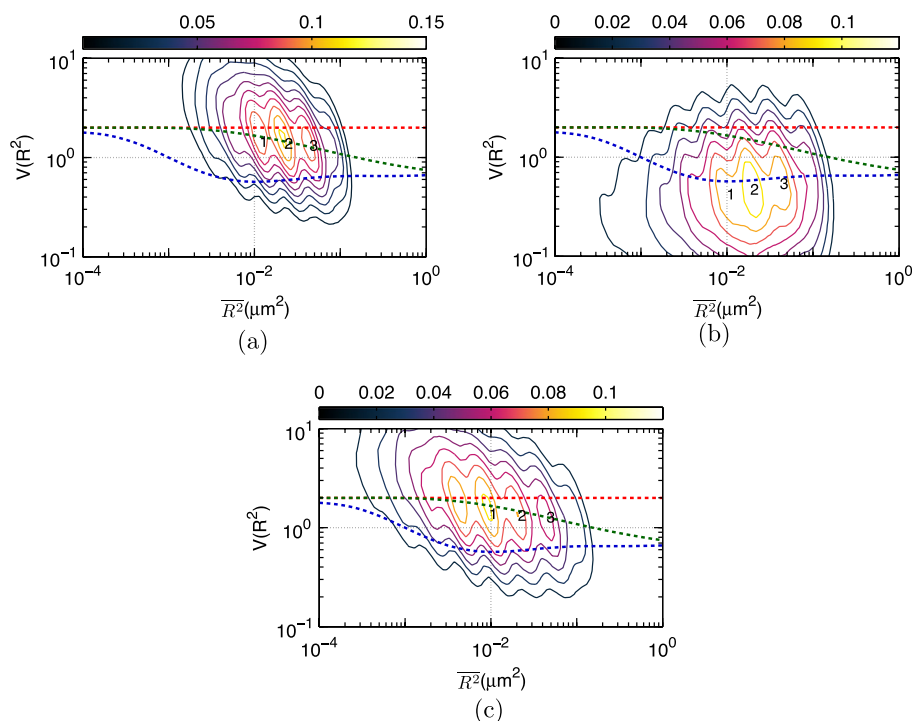 0.05 0.1 0.15
10^1
10^0
10^-1
V(R^2)
1 2 3
10^-4 10^-2 10^0
\overline{R^2}(μm^2)
(a)
0 0.02 0.04 0.06 0.08 0.1
10^1
10^0
10^-1
V(R^2)
1 2 3
10^-4 10^-2 10^0
\overline{R^2}(μm^2)
(b)
0 0.02 0.04 0.06 0.08 0.1
10^1
10^0
10^-1
V(R^2)
1 2 3
10^-4 10^-2 10^0
\overline{R^2}(μm^2)
(c)